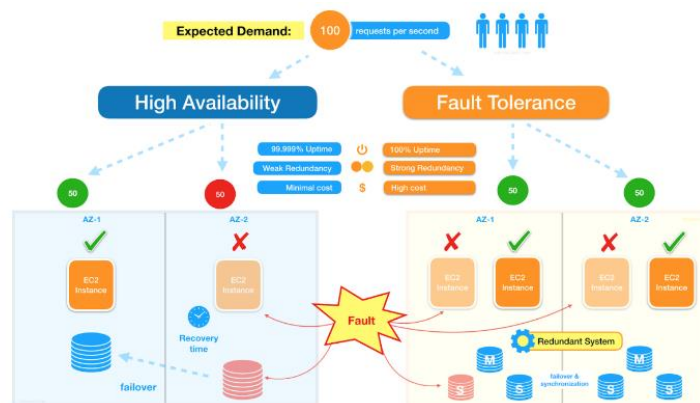 Expected Demand: 100 requests per second
High Availability
Fault Tolerance
99.999% Uptime
100% Uptime
Weak Redundancy
Strong Redundancy
Minimal cost
$
High cost
50
50
50
50
AZ-1
AZ-2
AZ-1
AZ-2
EC2
Instance
EC2
Instance
EC2
Instance
EC2
Instance
EC2
Instance
EC2
Instance
Recovery
time
Fault
Redundant System
failover
M
S
S
failover &
synchronization
M
S
S